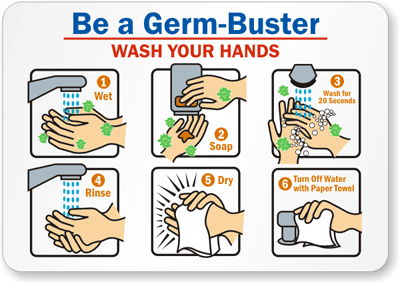 Be a Germ-Buster
WASH YOUR HANDS
1
Wet
2
Soap
3
Wash for
20 Seconds
4
Rinse
5 Dry
6 Turn Off Water
with Paper Towel